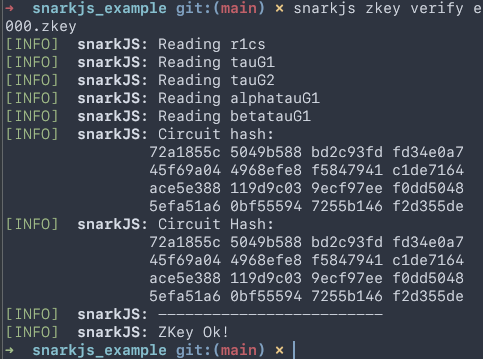 ➜  snarkjs_example git:(main) × snarkjs zkey verify e
000.zkey
[INFO]  snarkJS: Reading r1cs
[INFO]  snarkJS: Reading tauG1
[INFO]  snarkJS: Reading tauG2
[INFO]  snarkJS: Reading alphatauG1
[INFO]  snarkJS: Reading betatauG1
[INFO]  snarkJS: Circuit hash:
72a1855c 5049b588 bd2c93fd fd34e0a7
45f69a04 4968efe8 f5847941 c1de7164
ace5e388 119d9c03 9ecf97ee f0dd5048
5efa51a6 0bf55594 7255b146 f2d355de
[INFO]  snarkJS: Circuit Hash:
72a1855c 5049b588 bd2c93fd fd34e0a7
45f69a04 4968efe8 f5847941 c1de7164
ace5e388 119d9c03 9ecf97ee f0dd5048
5efa51a6 0bf55594 7255b146 f2d355de
[INFO]  snarkJS: -------------------------
[INFO]  snarkJS: ZKey Ok!
➜  snarkjs_example git:(main) ×